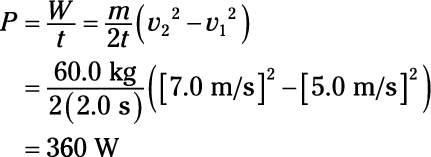 P = W/t = m/2t (v₂² − v₁²)
= 60.0 kg/2(2.0 s) ([7.0 m/s]² − [5.0 m/s]²)
= 360 W